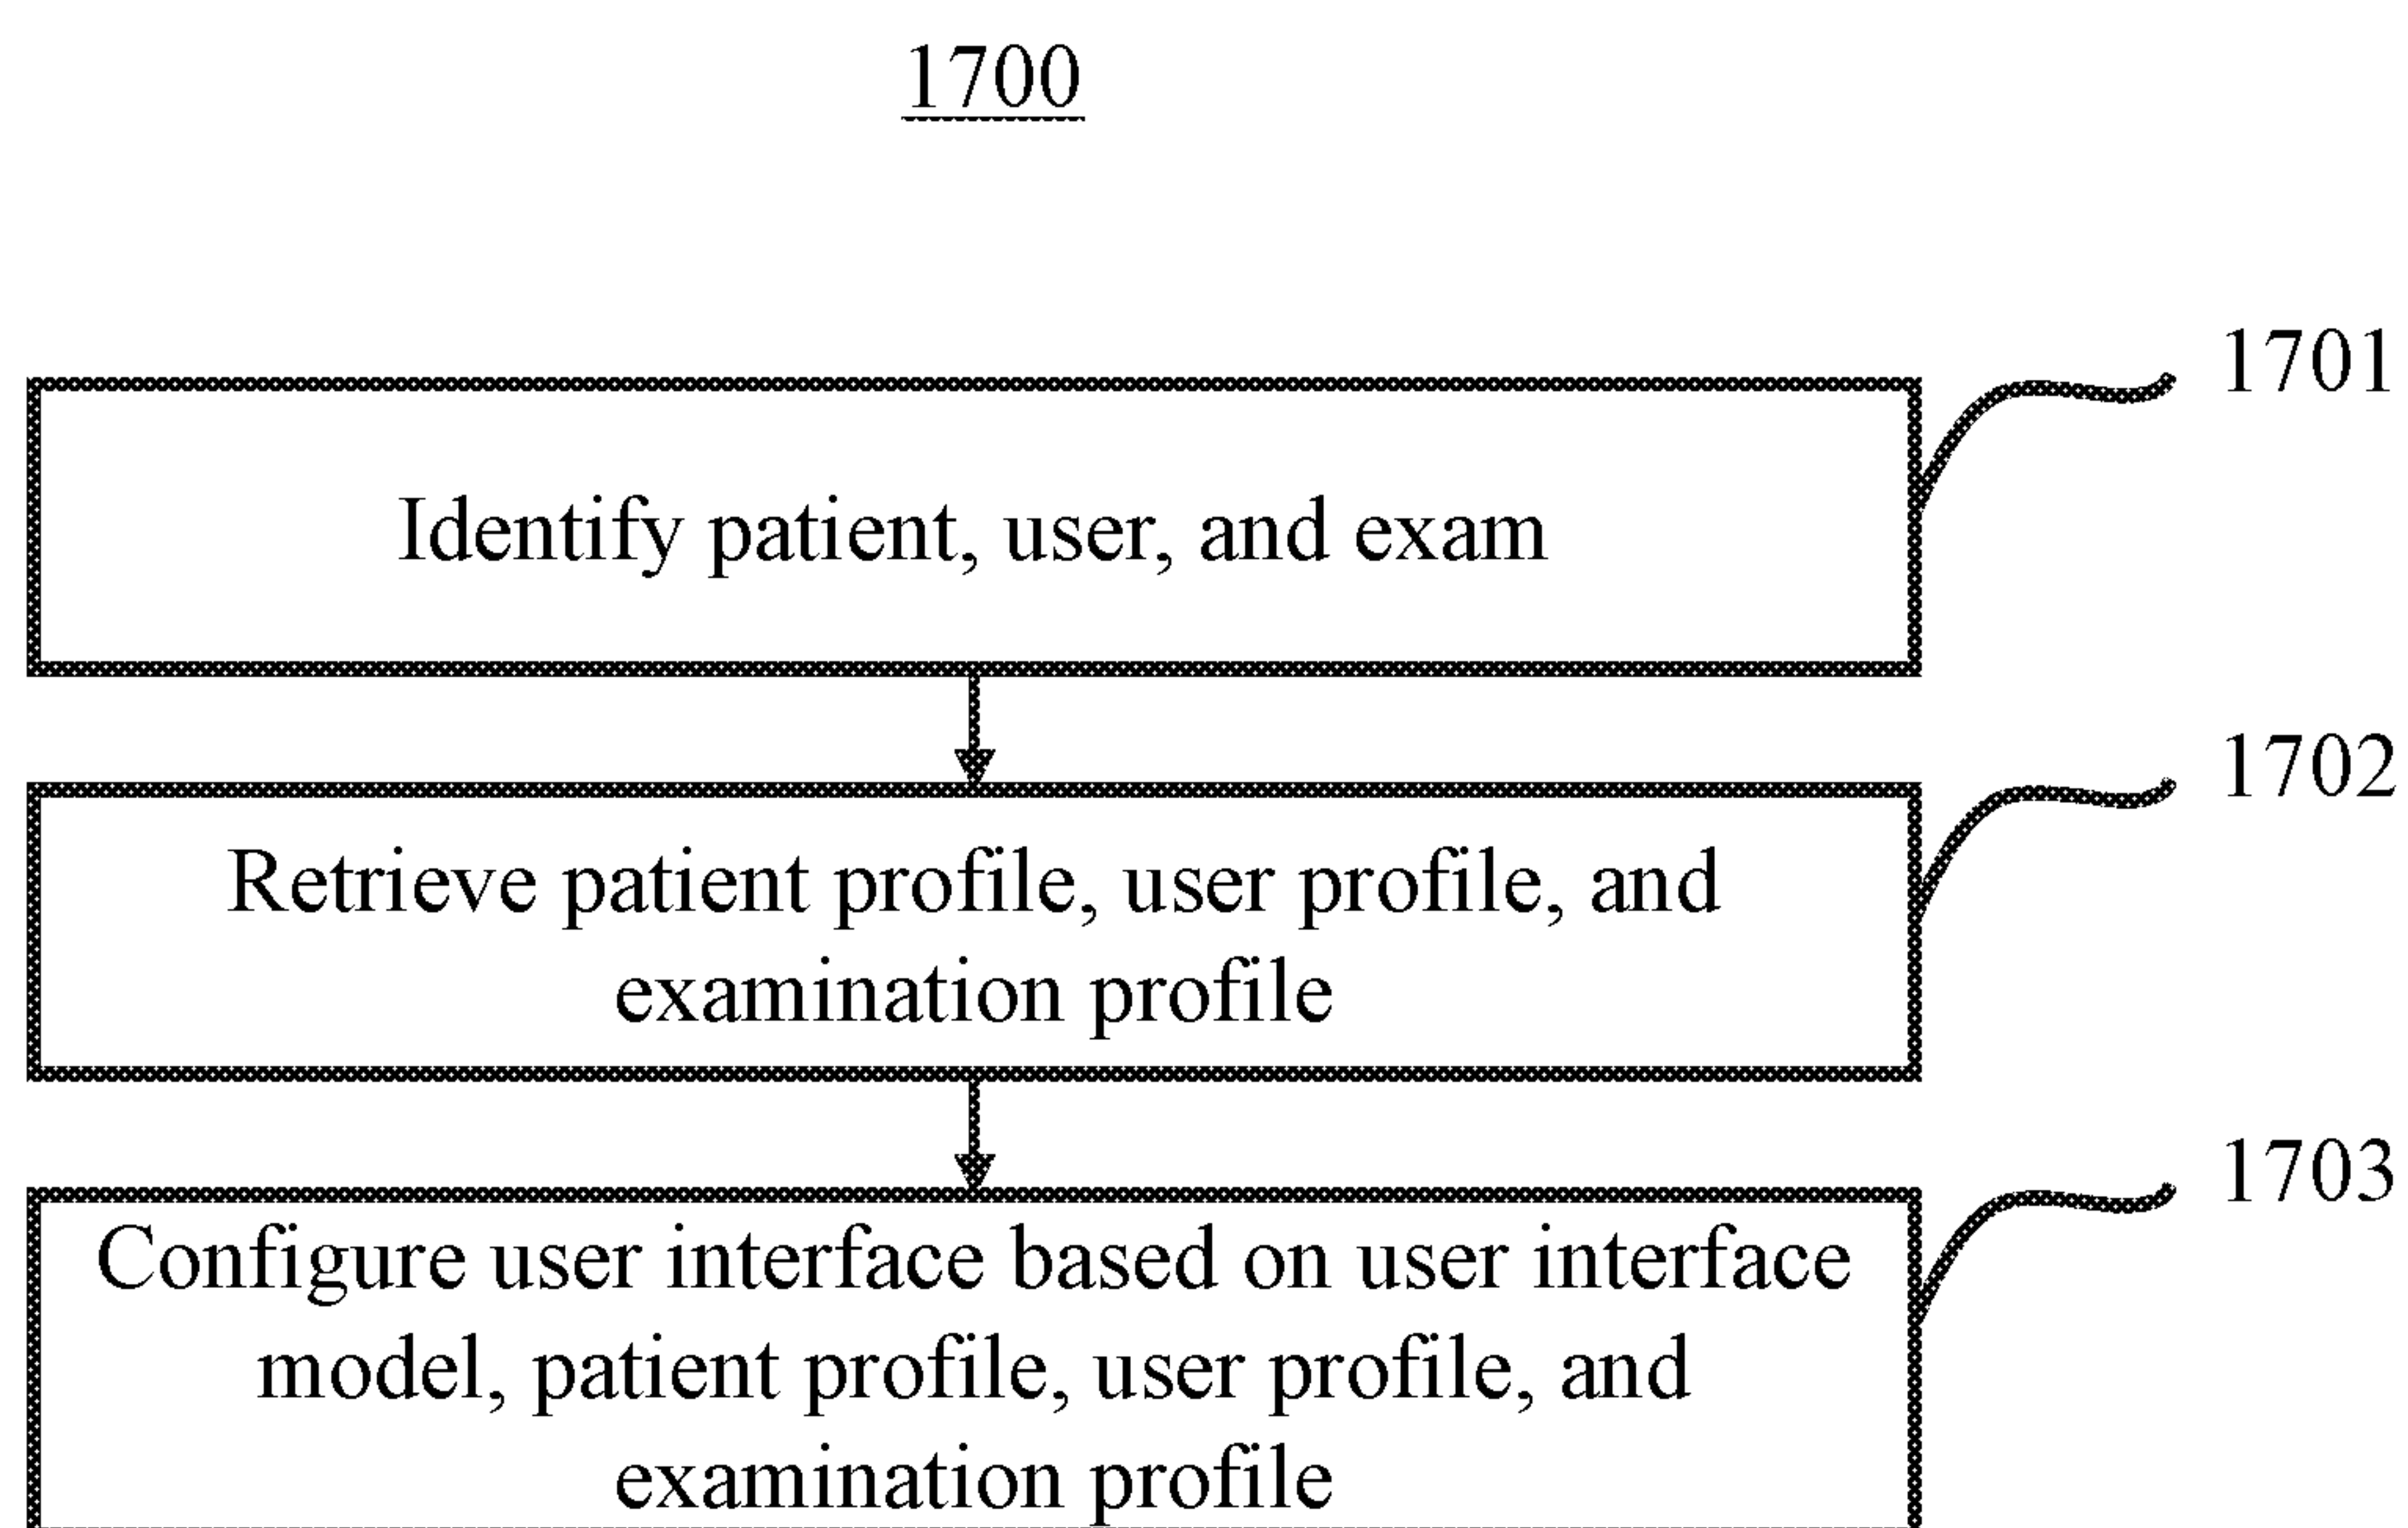 1700
1701
Identify patient, user, and exam
1702
Retrieve patient profile, user profile, and
examination profile
1703
Configure user interface based on user interface
model, patient profile, user profile, and
examination profile